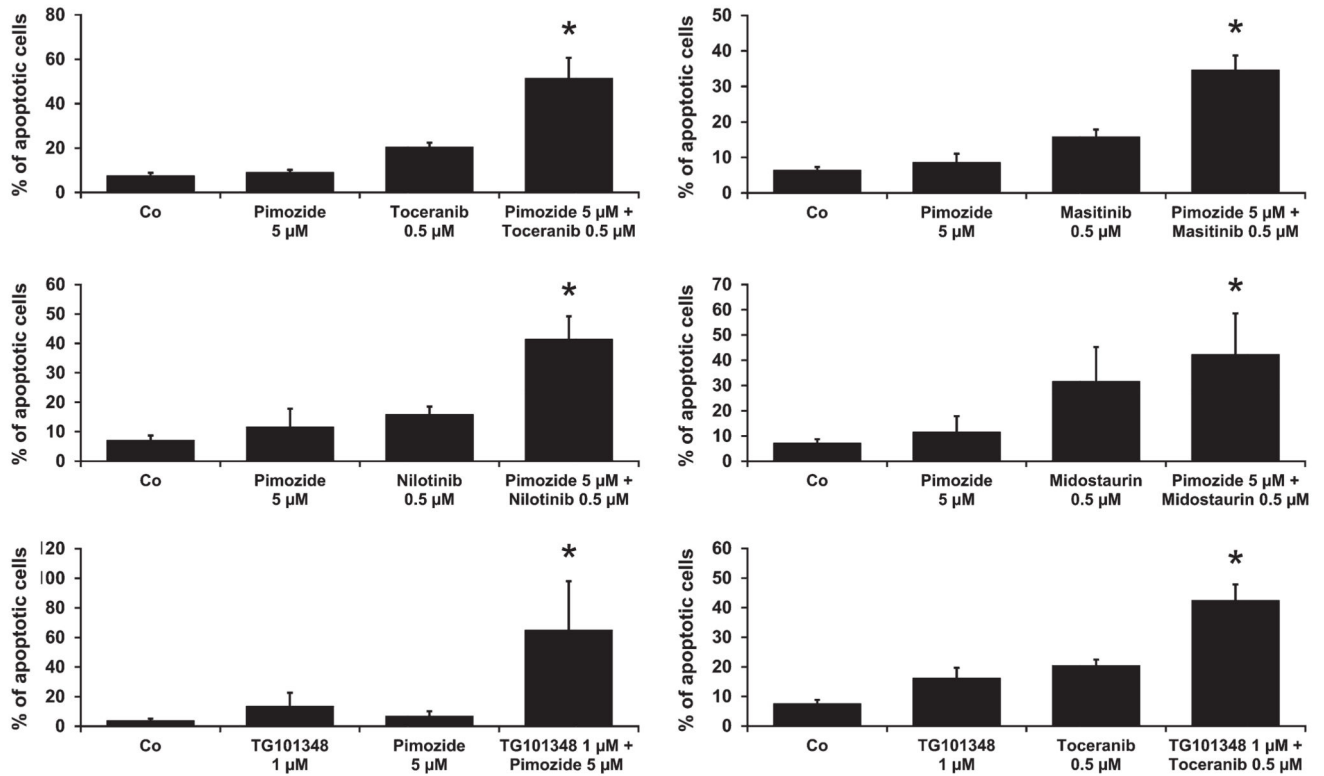 % of apoptotic cells
80
60
40
20
0
*
Co
Pimozide
5 µM
Toceranib
0.5 µM
Pimozide 5 µM +
Toceranib 0.5 µM
% of apoptotic cells
50
40
30
20
10
0
*
Co
Pimozide
5 µM
Masitinib
0.5 µM
Pimozide 5 µM +
Masitinib 0.5 µM
% of apoptotic cells
60
50
40
30
20
10
0
*
Co
Pimozide
5 µM
Nilotinib
0.5 µM
Pimozide 5 µM +
Nilotinib 0.5 µM
% of apoptotic cells
70
60
50
40
30
20
10
0
*
Co
Pimozide
5 µM
Midostaurin
0.5 µM
Pimozide 5 µM +
Midostaurin 0.5 µM
% of apoptotic cells
120
100
80
60
40
20
0
*
Co
TG101348
1 µM
Pimozide
5 µM
TG101348 1 µM +
Pimozide 5 µM
% of apoptotic cells
60
50
40
30
20
10
0
*
Co
TG101348
1 µM
Toceranib
0.5 µM
TG101348 1 µM +
Toceranib 0.5 µM